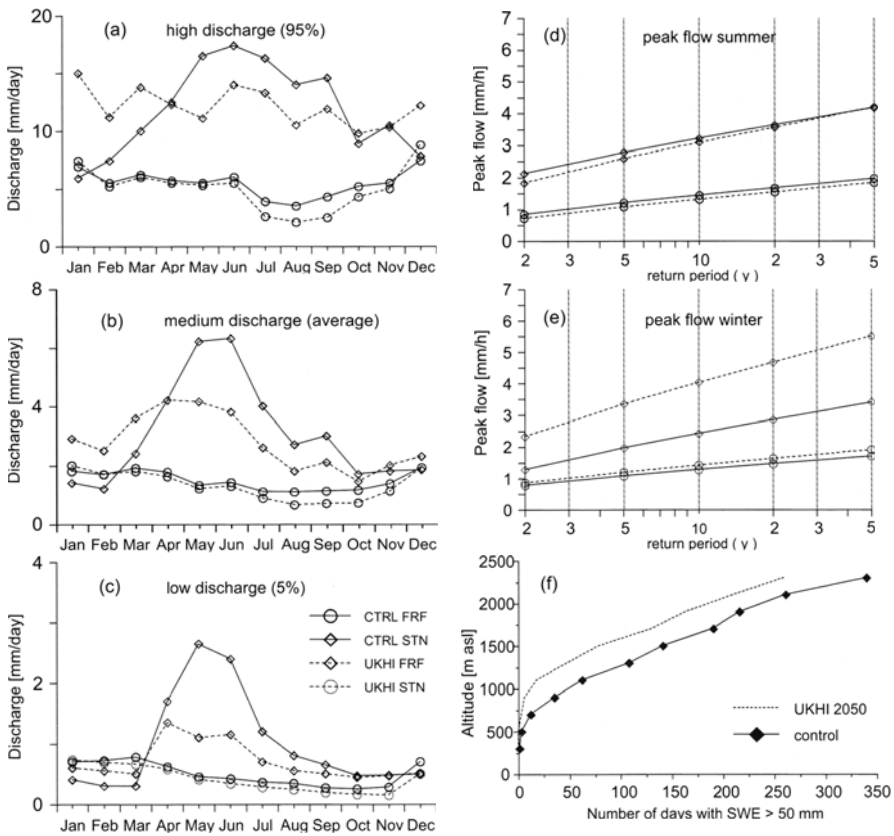 (a) high discharge (95%)
Discharge [mm/day]
20
10
0
Jan Feb Mar Apr May Jun Jul Aug Sep Oct Nov Dec
(b) medium discharge (average)
Discharge [mm/day]
8
4
0
Jan Feb Mar Apr May Jun Jul Aug Sep Oct Nov Dec
(c) low discharge (5%)
Discharge [mm/day]
4
2
0
CTRL FRF
CTRL STN
UKHI FRF
UKHI STN
Jan Feb Mar Apr May Jun Jul Aug Sep Oct Nov Dec
(d) peak flow summer
Peak flow [mm/h]
7
6
5
4
3
2
1
0
2 3 5 10 2 3 5
return period ( y )
(e) peak flow winter
Peak flow [mm/h]
7
6
5
4
3
2
1
0
2 3 5 10 2 3 5
return period ( y )
(f)
Altitude [m asl]
2500
2000
1500
1000
500
0
UKHI 2050
control
0 50 100 150 200 250 300 350
Number of days with SWE > 50 mm